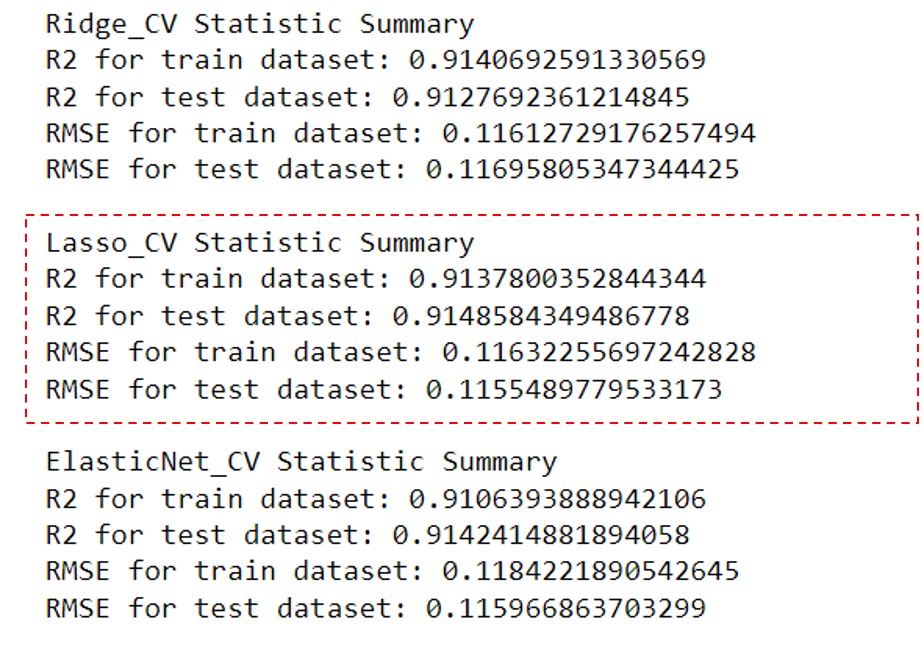 Ridge_CV Statistic Summary
R2 for train dataset: 0.9140692591330569
R2 for test dataset: 0.9127692361214845
RMSE for train dataset: 0.11612729176257494
RMSE for test dataset: 0.11695805347344425
Lasso_CV Statistic Summary
R2 for train dataset: 0.9137800352844344
R2 for test dataset: 0.9148584349486778
RMSE for train dataset: 0.11632255697242828
RMSE for test dataset: 0.1155489779533173
ElasticNet_CV Statistic Summary
R2 for train dataset: 0.9106393888942106
R2 for test dataset: 0.9142414881894058
RMSE for train dataset: 0.1184221890542645
RMSE for test dataset: 0.115966863703299